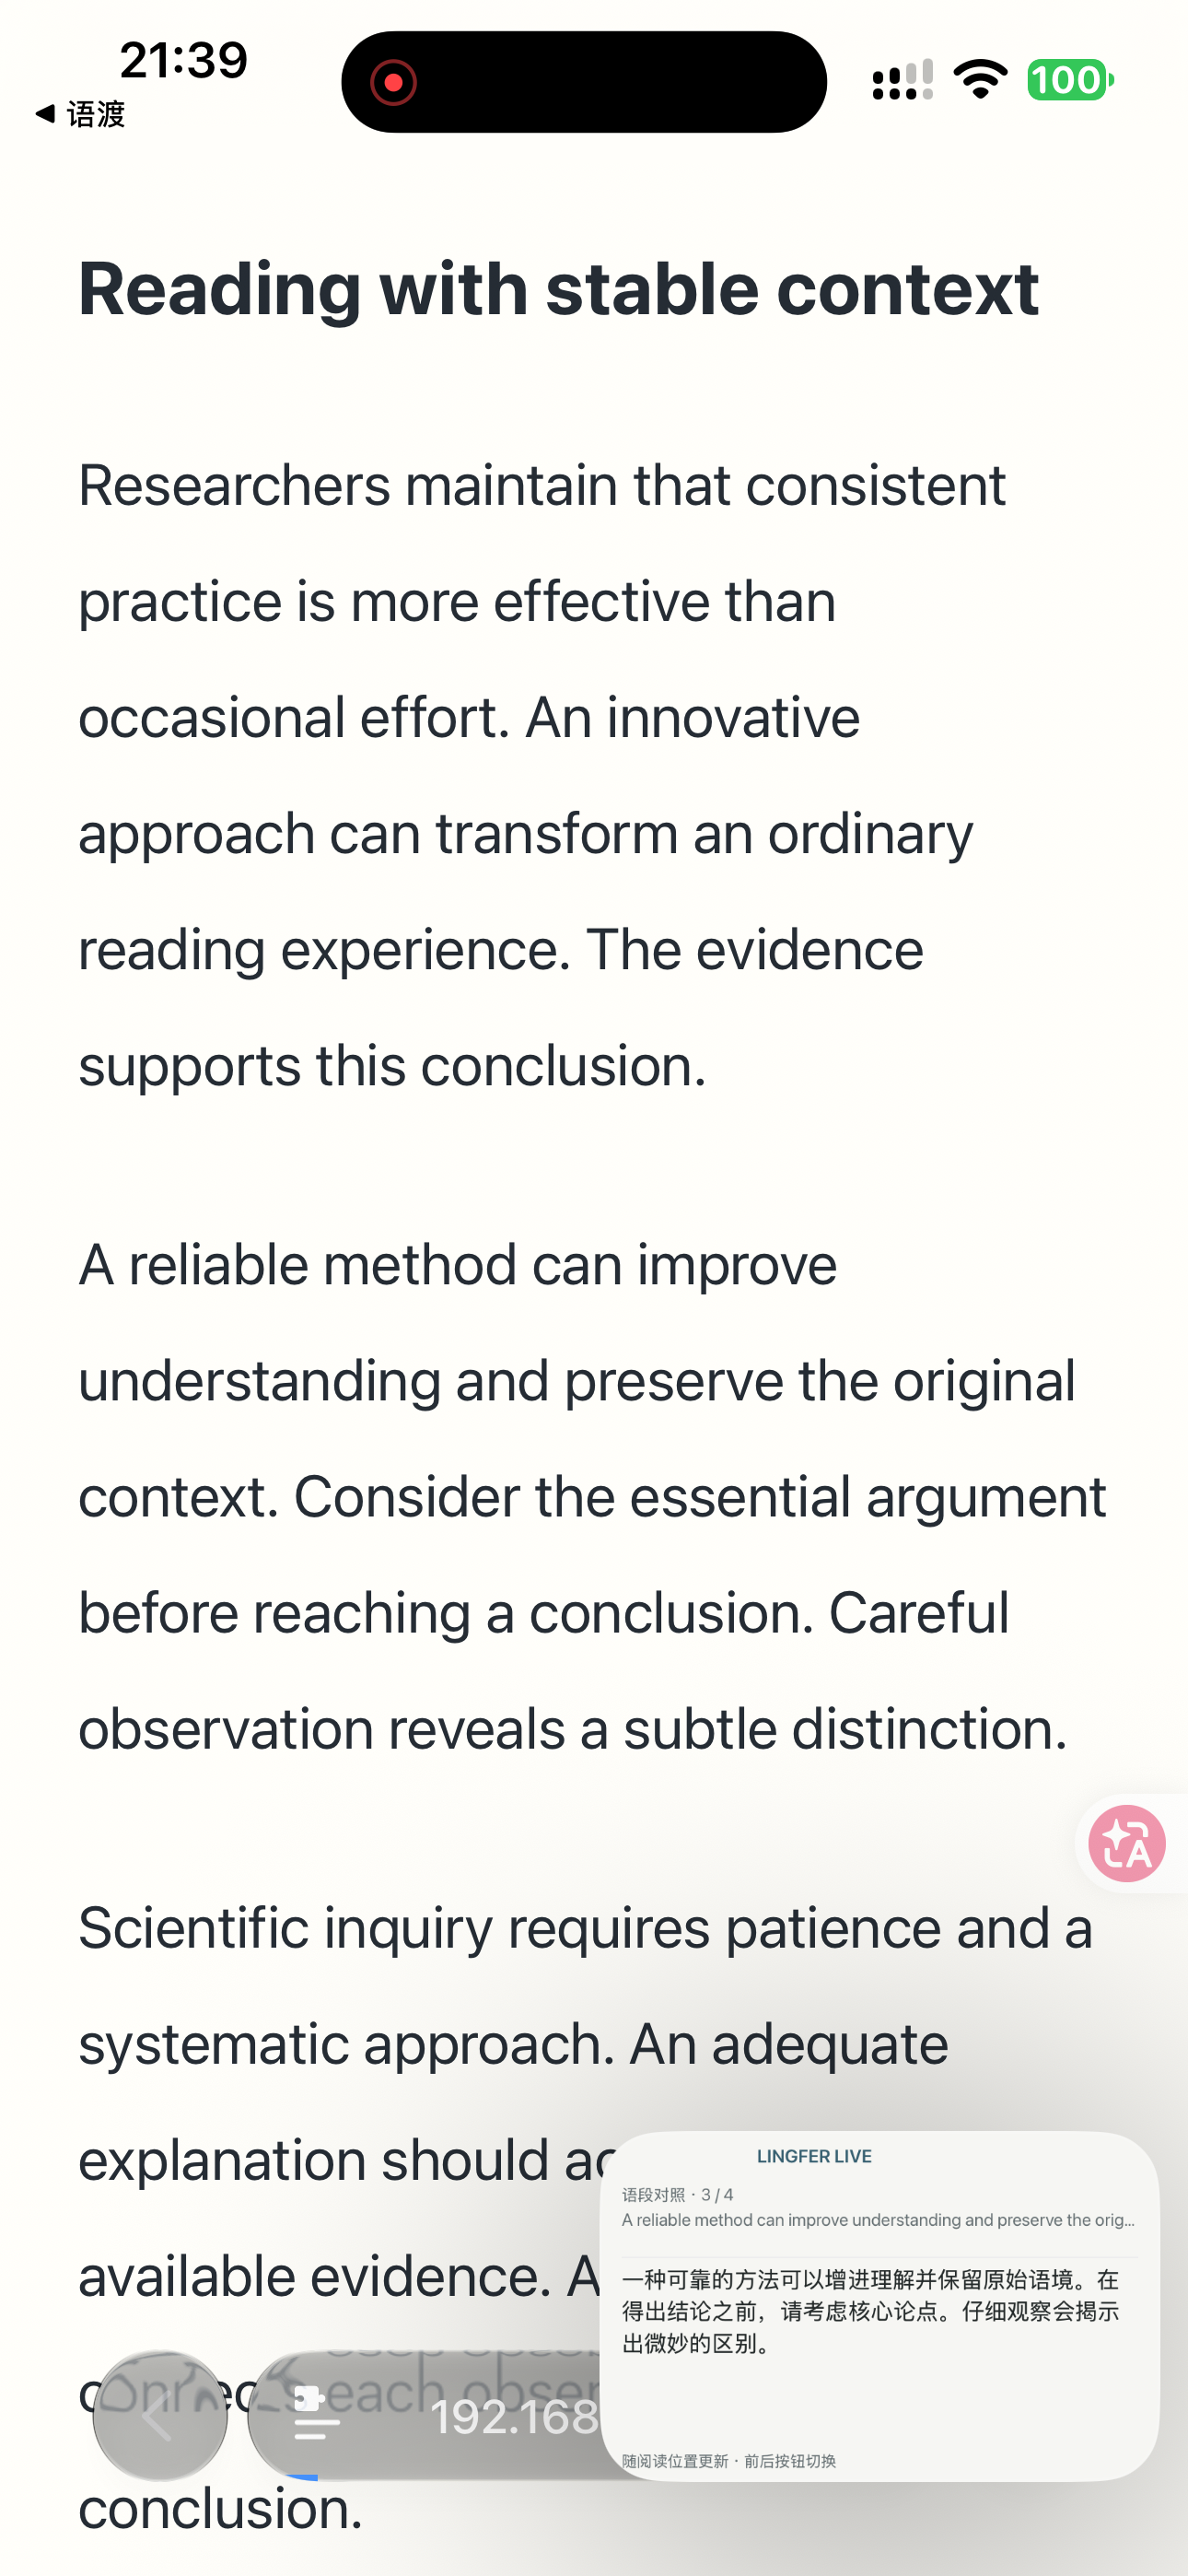 21:39
100
◀ 语渡
Reading with stable context
Researchers maintain that consistent
practice is more effective than
occasional effort. An innovative
approach can transform an ordinary
reading experience. The evidence
supports this conclusion.
A reliable method can improve
understanding and preserve the original
context. Consider the essential argument
before reaching a conclusion. Careful
observation reveals a subtle distinction.
Scientific inquiry requires patience and a
systematic approach. An adequate
explanation should
available evidence. A
each
192.168
conclusion.
LINGFER LIVE
语段对照 · 3 / 4
A reliable method can improve understanding and preserve the orig...
一种可靠的方法可以增进理解并保留原始语境。在
得出结论之前，请考虑核心论点。仔细观察会揭示
出微妙的区别。
随阅读位置更新 · 前后按钮切换